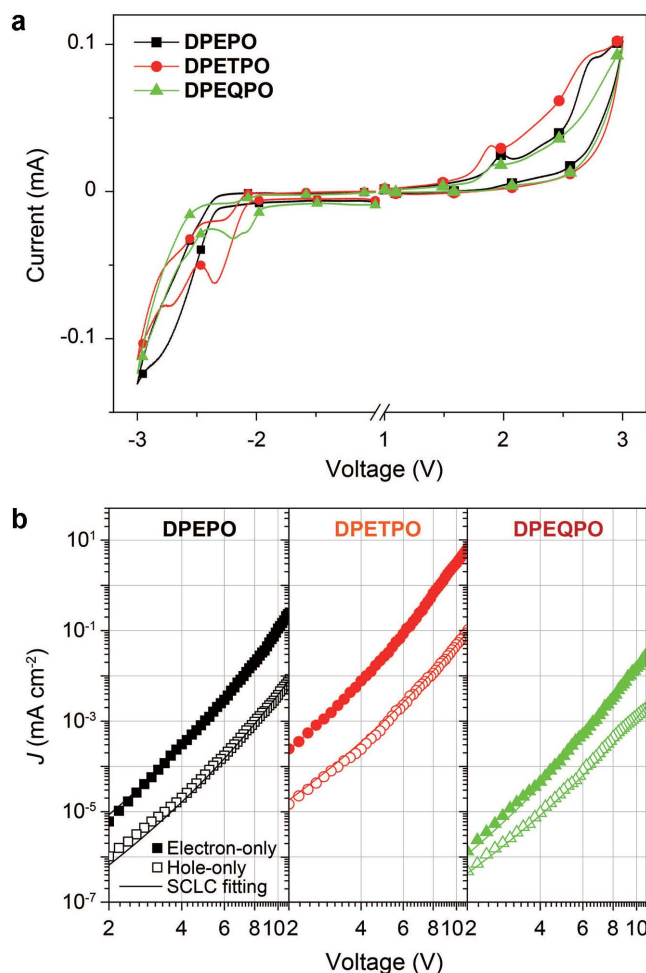 a
DPEPO
DPETPO
DPEQPO
0.1
0
-0.1
Current (mA)
-3
-2
1
2
3
Voltage (V)
b
DPEPO
DPETPO
DPEQPO
10¹
10⁻¹
10⁻³
10⁻⁵
10⁻⁷
J (mA cm⁻²)
Electron-only
Hole-only
SCLC fitting
2 4 6 8 10 2 4 6 8 10 2 4 6 8 10
Voltage (V)